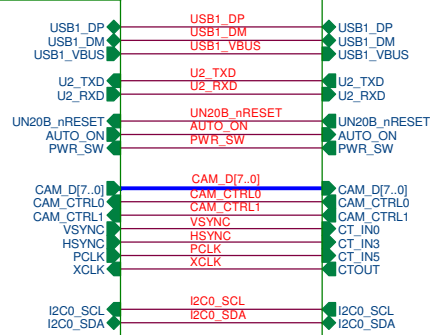 USB1_DP USB1_DP USB1_DP
USB1_DM USB1_DM USB1_DM
USB1_VBUS USB1_VBUS USB1_VBUS
U2_TXD U2_TXD U2_TXD
U2_RXD U2_RXD U2_RXD
UN20B_nRESET UN20B_nRESET UN20B_nRESET
AUTO_ON AUTO_ON AUTO_ON
PWR_SW PWR_SW PWR_SW
CAM_D[7..0] CAM_D[7..0] CAM_D[7..0]
CAM_CTRL0 CAM_CTRL0 CAM_CTRL0
CAM_CTRL1 CAM_CTRL1 CAM_CTRL1
VSYNC VSYNC CT_IN0
HSYNC HSYNC CT_IN3
PCLK PCLK CT_IN5
XCLK XCLK CTOUT
I2C0_SCL I2C0_SCL I2C0_SCL
I2C0_SDA I2C0_SDA I2C0_SDA